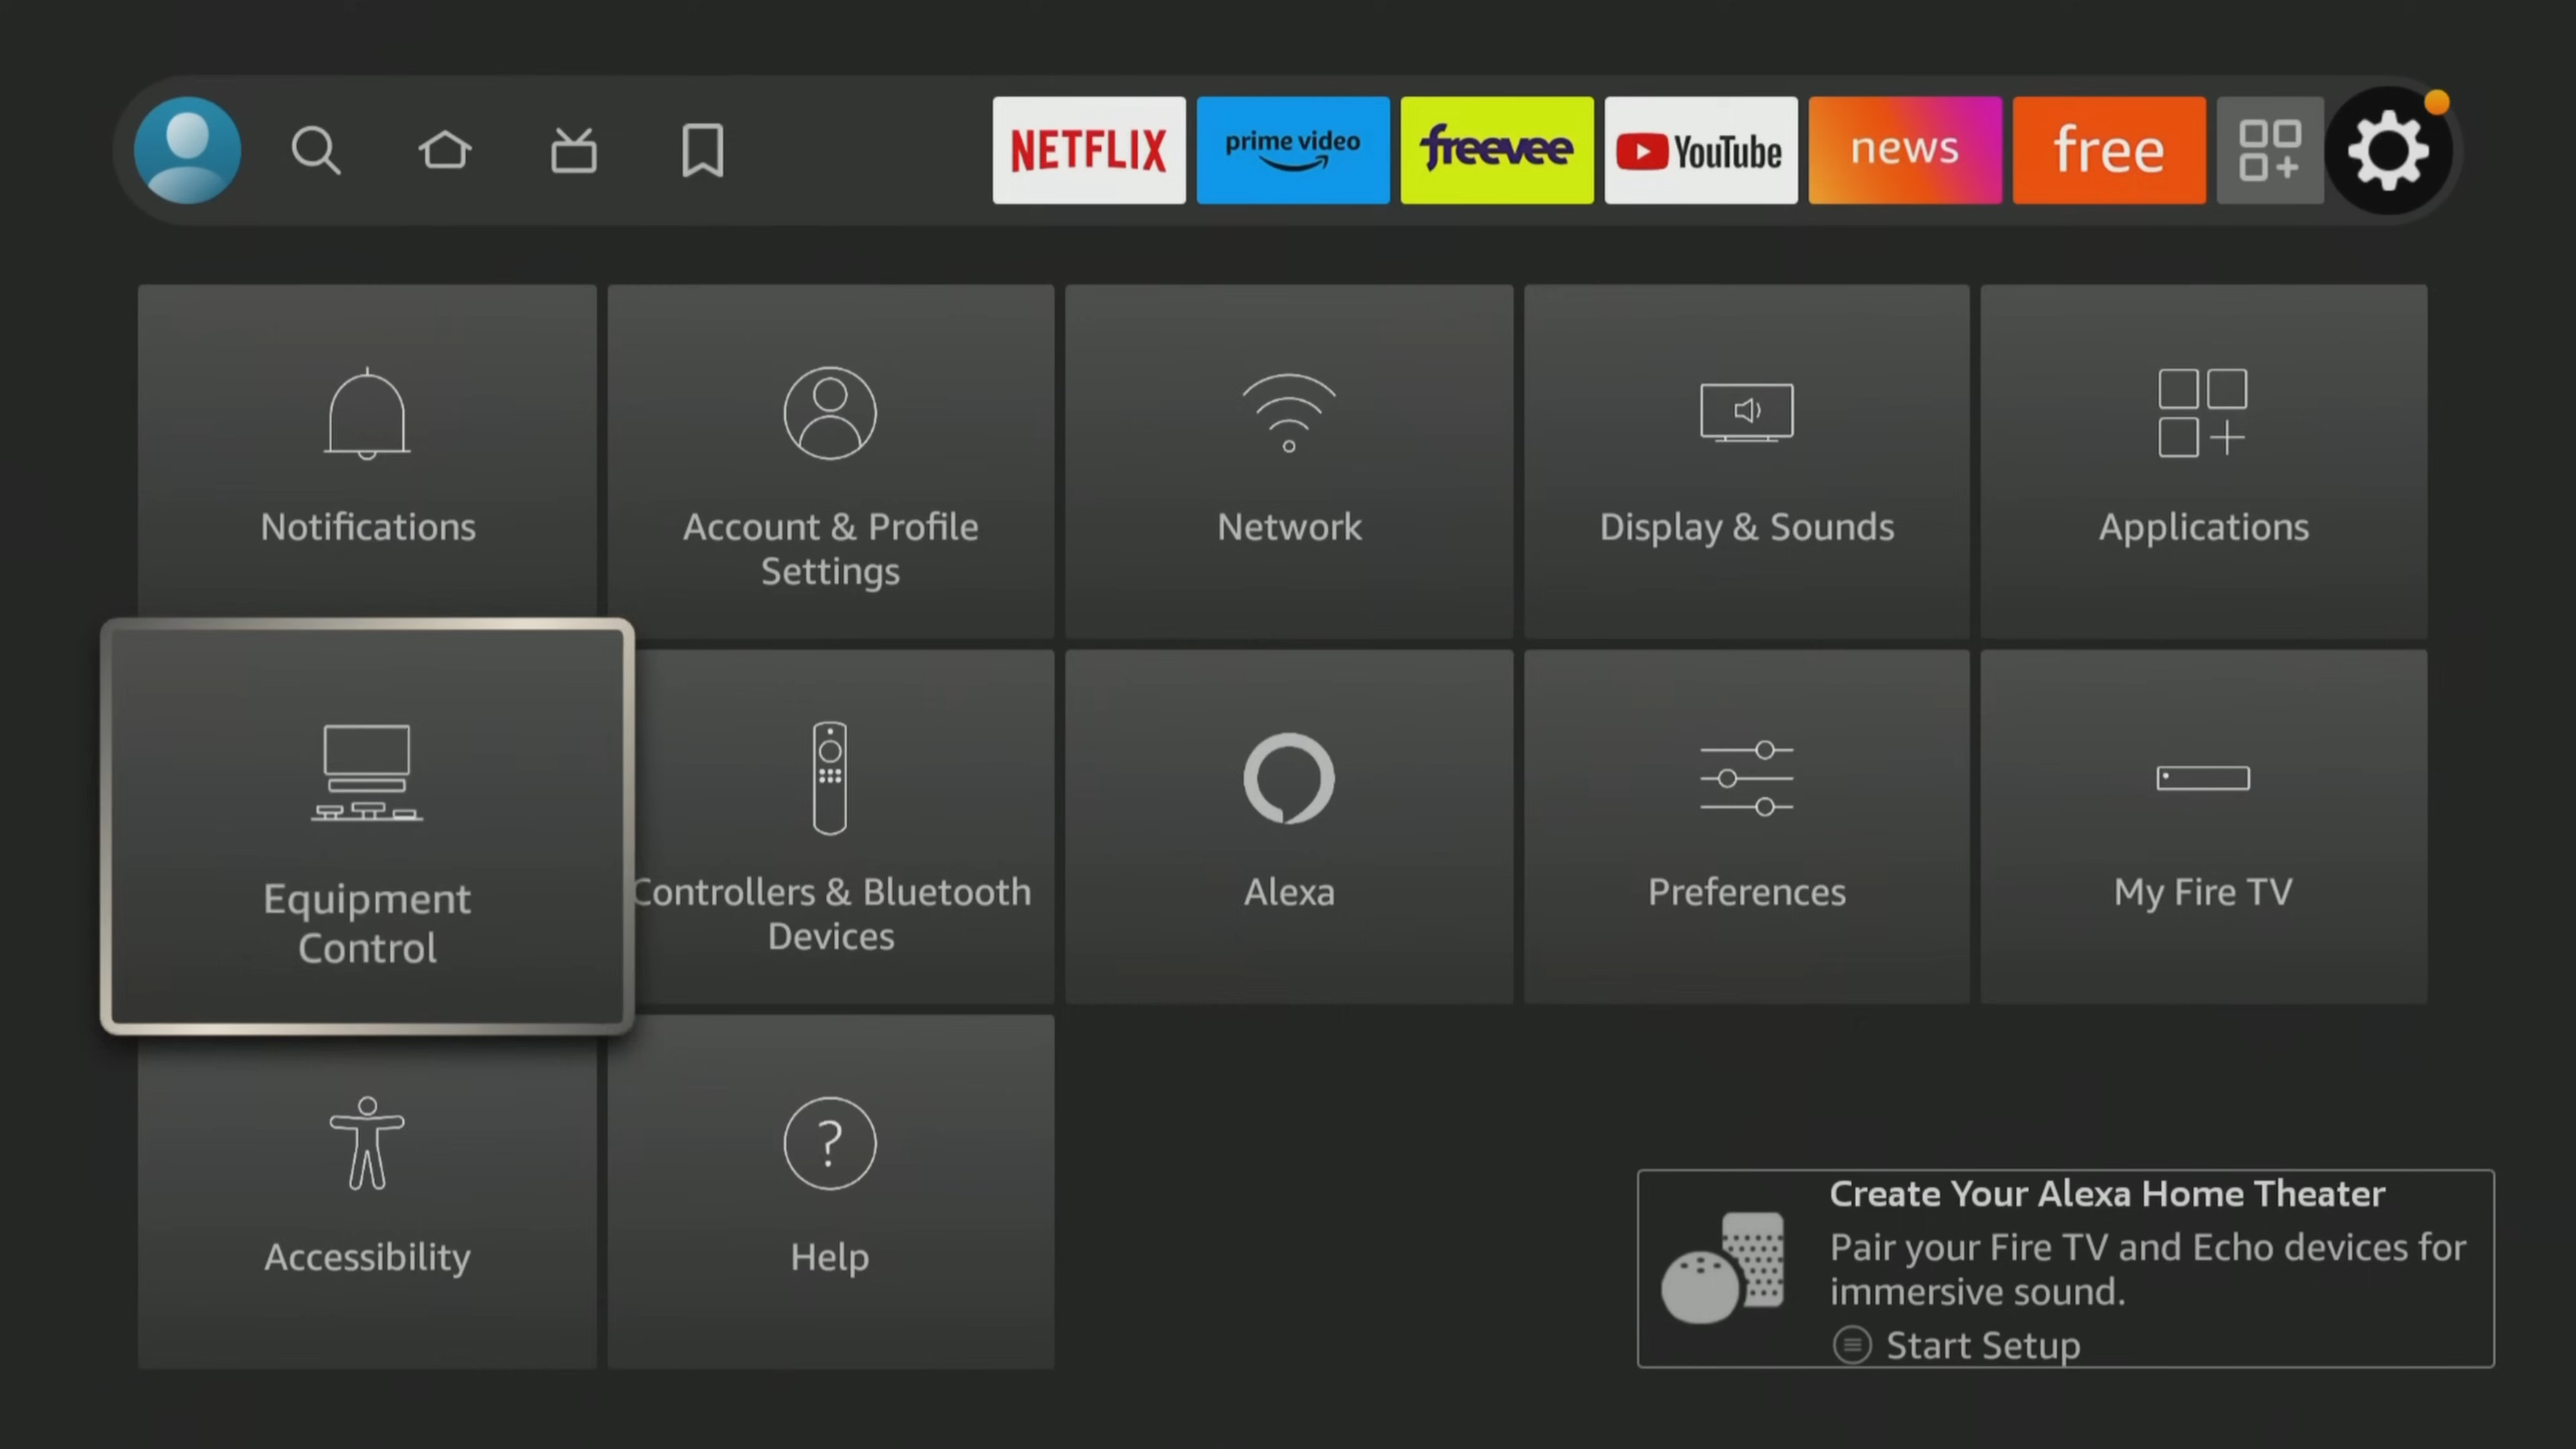 NETFLIX
prime video
freevee
YouTube
news
free
Notifications
Account & Profile
Settings
Network
Display & Sounds
Applications
Equipment
Control
Controllers & Bluetooth
Devices
Alexa
Preferences
My Fire TV
Accessibility
?
Help
Create Your Alexa Home Theater
Pair your Fire TV and Echo devices for
immersive sound.
Start Setup